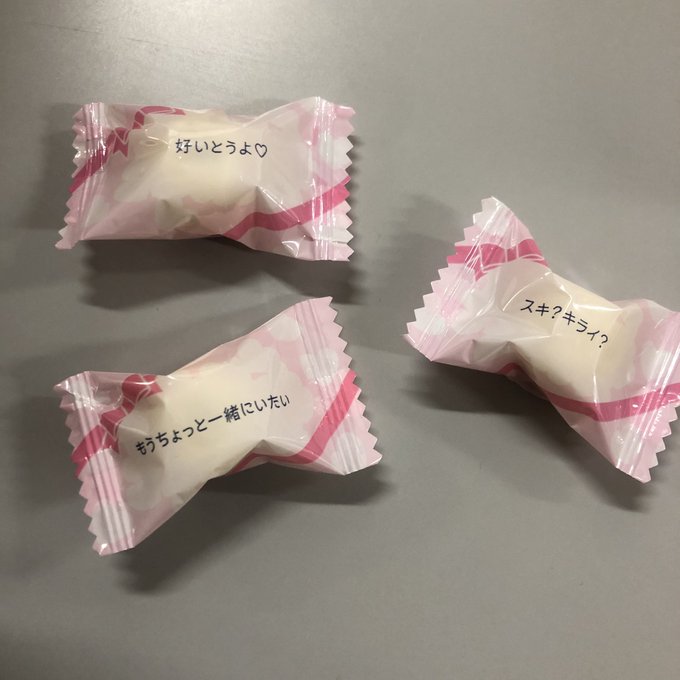 好いとうよ♡
スキ?キライ?
もうちょっと一緒にいたい